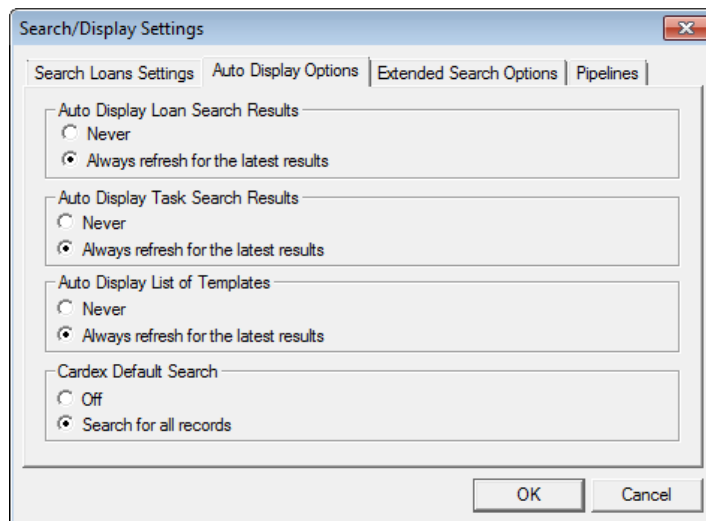 Search/Display Settings
Search Loans Settings
Auto Display Options
Extended Search Options
Pipelines
Auto Display Loan Search Results
Never
Always refresh for the latest results
Auto Display Task Search Results
Never
Always refresh for the latest results
Auto Display List of Templates
Never
Always refresh for the latest results
Cardex Default Search
Off
Search for all records
OK
Cancel